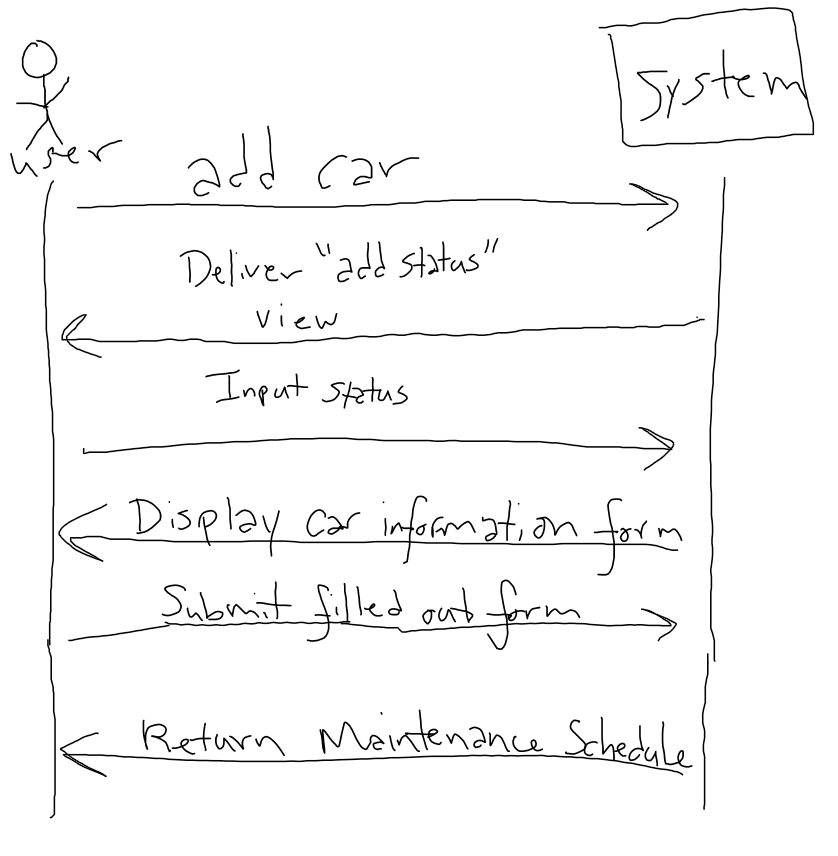 System
user
add car
Deliver "add status"
view
Input status
Display car information form
Submit filled out form
Return Maintenance Schedule